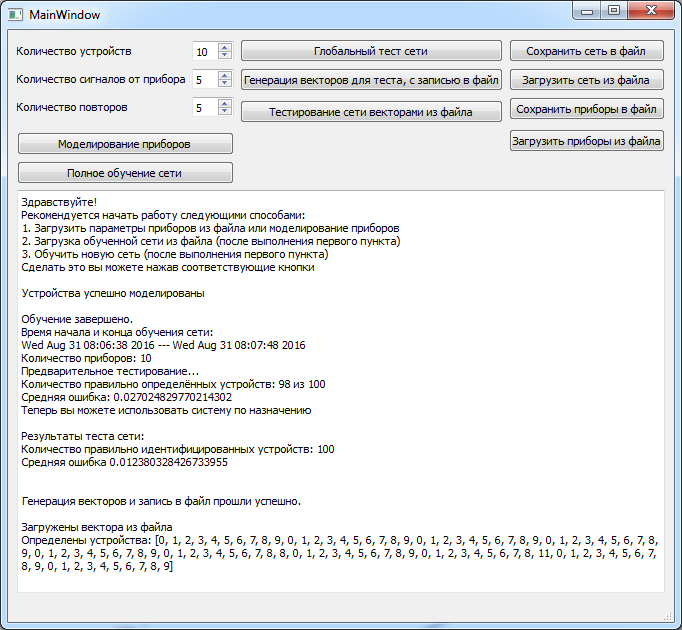 MainWindow
Количество устройств 10 Глобальный тест сети Сохранить сеть в файл
Количество сигналов от прибора 5 Генерация векторов для теста, с записью в файл Загрузить сеть из файла
Количество повторов 5 Тестирование сети векторами из файла Сохранить приборы в файл
Моделирование приборов Загрузить приборы из файла
Полное обучение сети
Здравствуйте!
Рекомендуется начать работу следующими способами:
1. Загрузить параметры приборов из файла или моделирование приборов
2. Загрузка обученной сети из файла (после выполнения первого пункта)
3. Обучить новую сеть (после выполнения первого пункта)
Сделать это вы можете нажав соответствующие кнопки
Устройства успешно моделированы
Обучение завершено.
Время начала и конца обучения сети:
Wed Aug 31 08:06:38 2016 --- Wed Aug 31 08:07:48 2016
Количество приборов: 10
Предварительное тестирование...
Количество правильно определённых устройств: 98 из 100
Средняя ошибка: 0.027024829770214302
Теперь вы можете использовать систему по назначению
Результаты теста сети:
Количество правильно идентифицированных устройств: 100
Средняя ошибка 0.012380328426733955
Генерация векторов и запись в файл прошли успешно.
Загружены вектора из файла
Определены устройства: [0, 1, 2, 3, 4, 5, 6, 7, 8, 9, 0, 1, 2, 3, 4, 5, 6, 7, 8, 9, 0, 1, 2, 3, 4, 5, 6, 7, 8, 9, 0, 1, 2, 3, 4, 5, 6, 7, 8,
9, 0, 1, 2, 3, 4, 5, 6, 7, 8, 9, 0, 1, 2, 3, 4, 5, 6, 7, 8, 8, 0, 1, 2, 3, 4, 5, 6, 7, 8, 9, 0, 1, 2, 3, 4, 5, 6, 7, 8, 11, 0, 1, 2, 3, 4, 5, 6, 7,
8, 9, 0, 1, 2, 3, 4, 5, 6, 7, 8, 9]